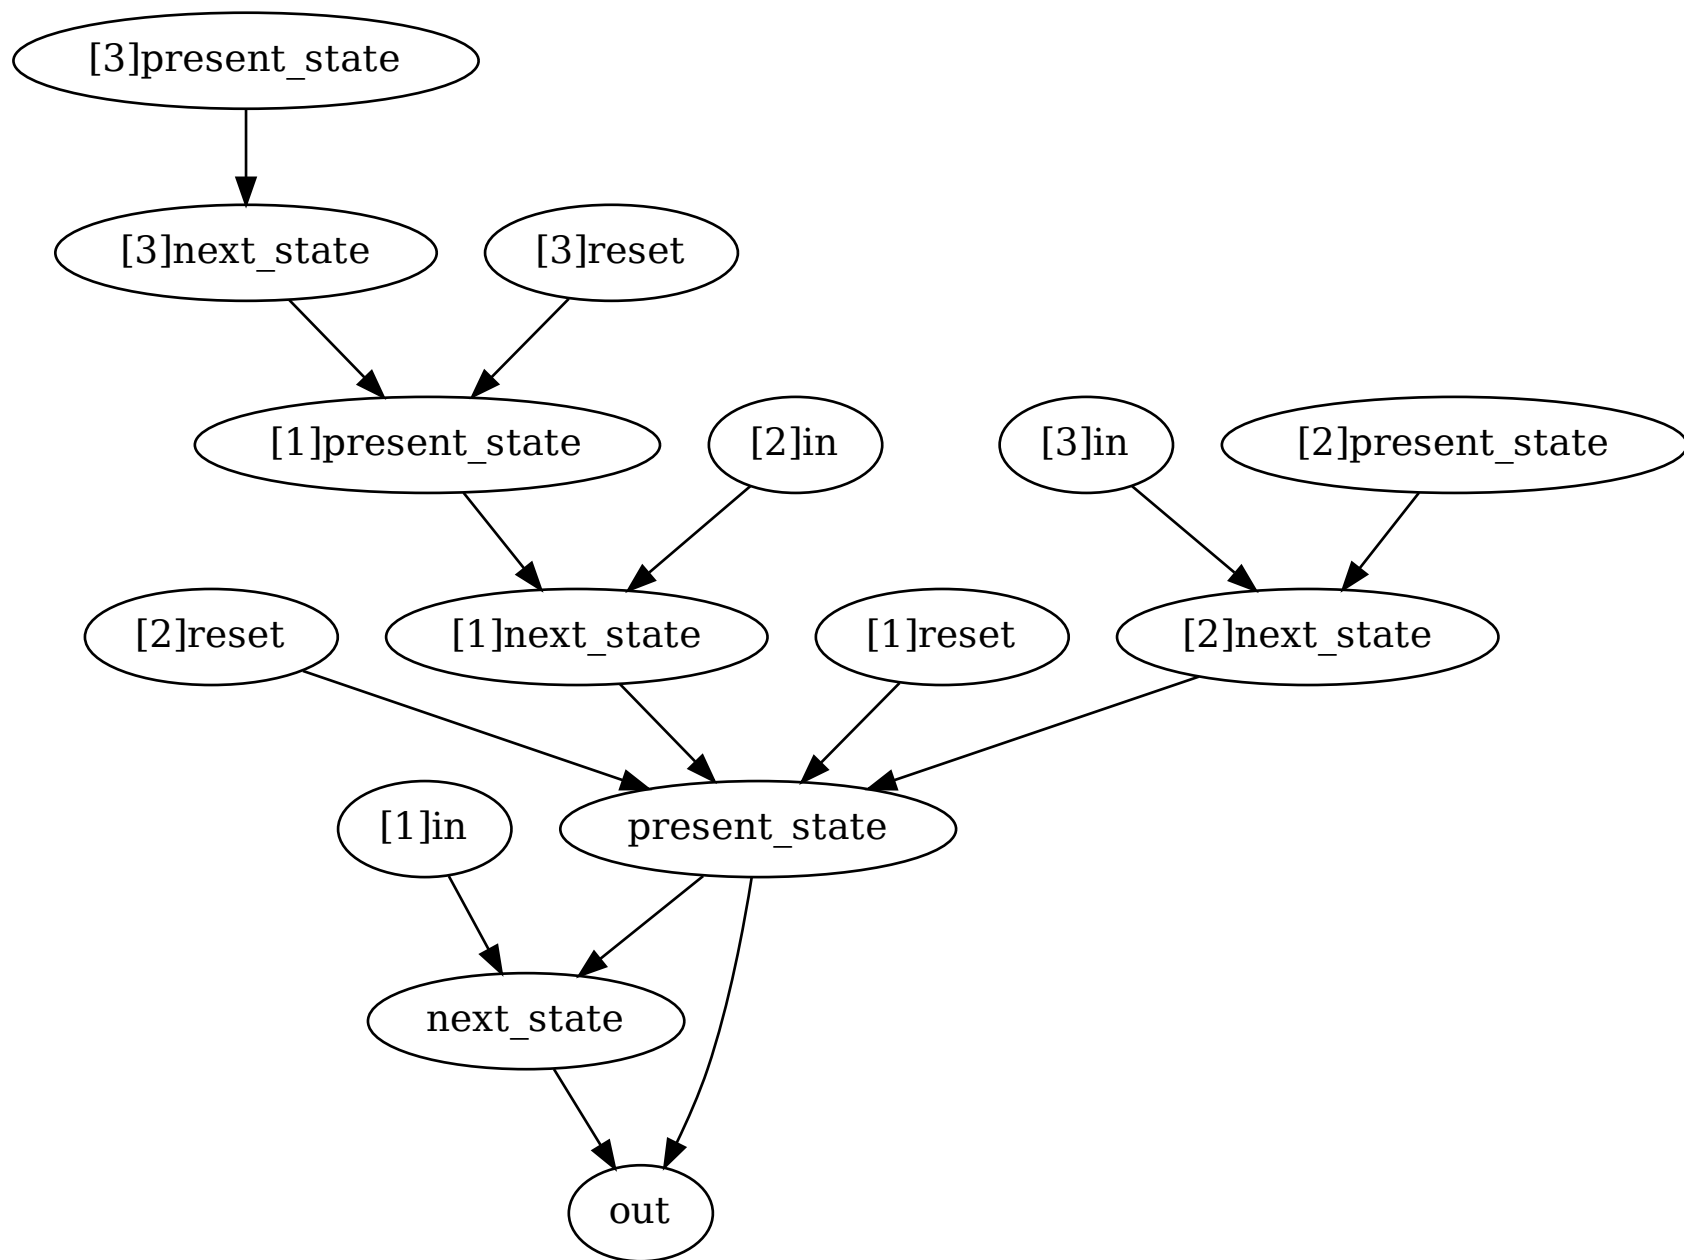 [3]present_state
[3]next_state
[3]reset
[1]present_state
[2]in
[3]in
[2]present_state
[2]reset
[1]next_state
[1]reset
[2]next_state
[1]in
present_state
next_state
out